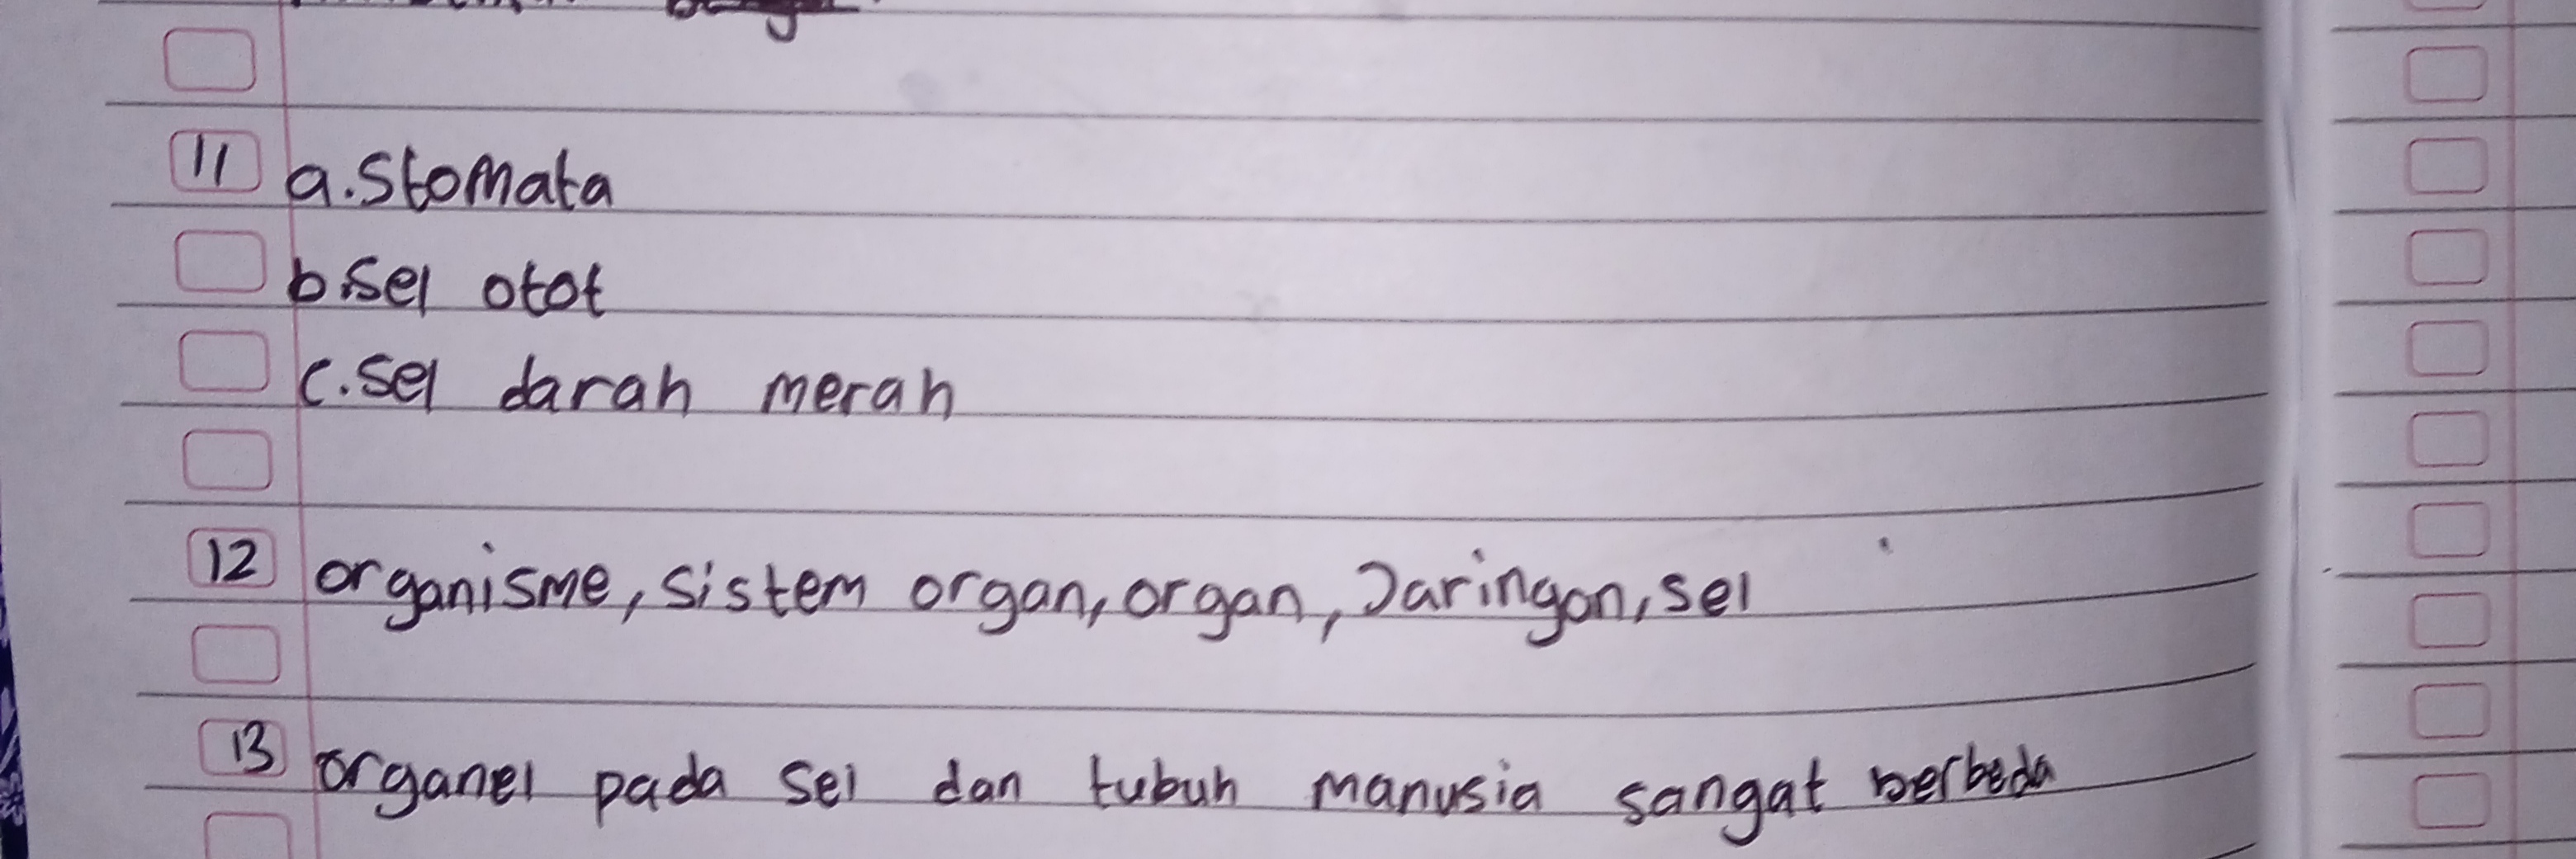 11 a. Stomata
b. sel otot
c. sel darah merah
12 organisme, sistem organ, organ, Jaringan, sel
13 organel pada sel dan tubuh manusia sangat berbeda